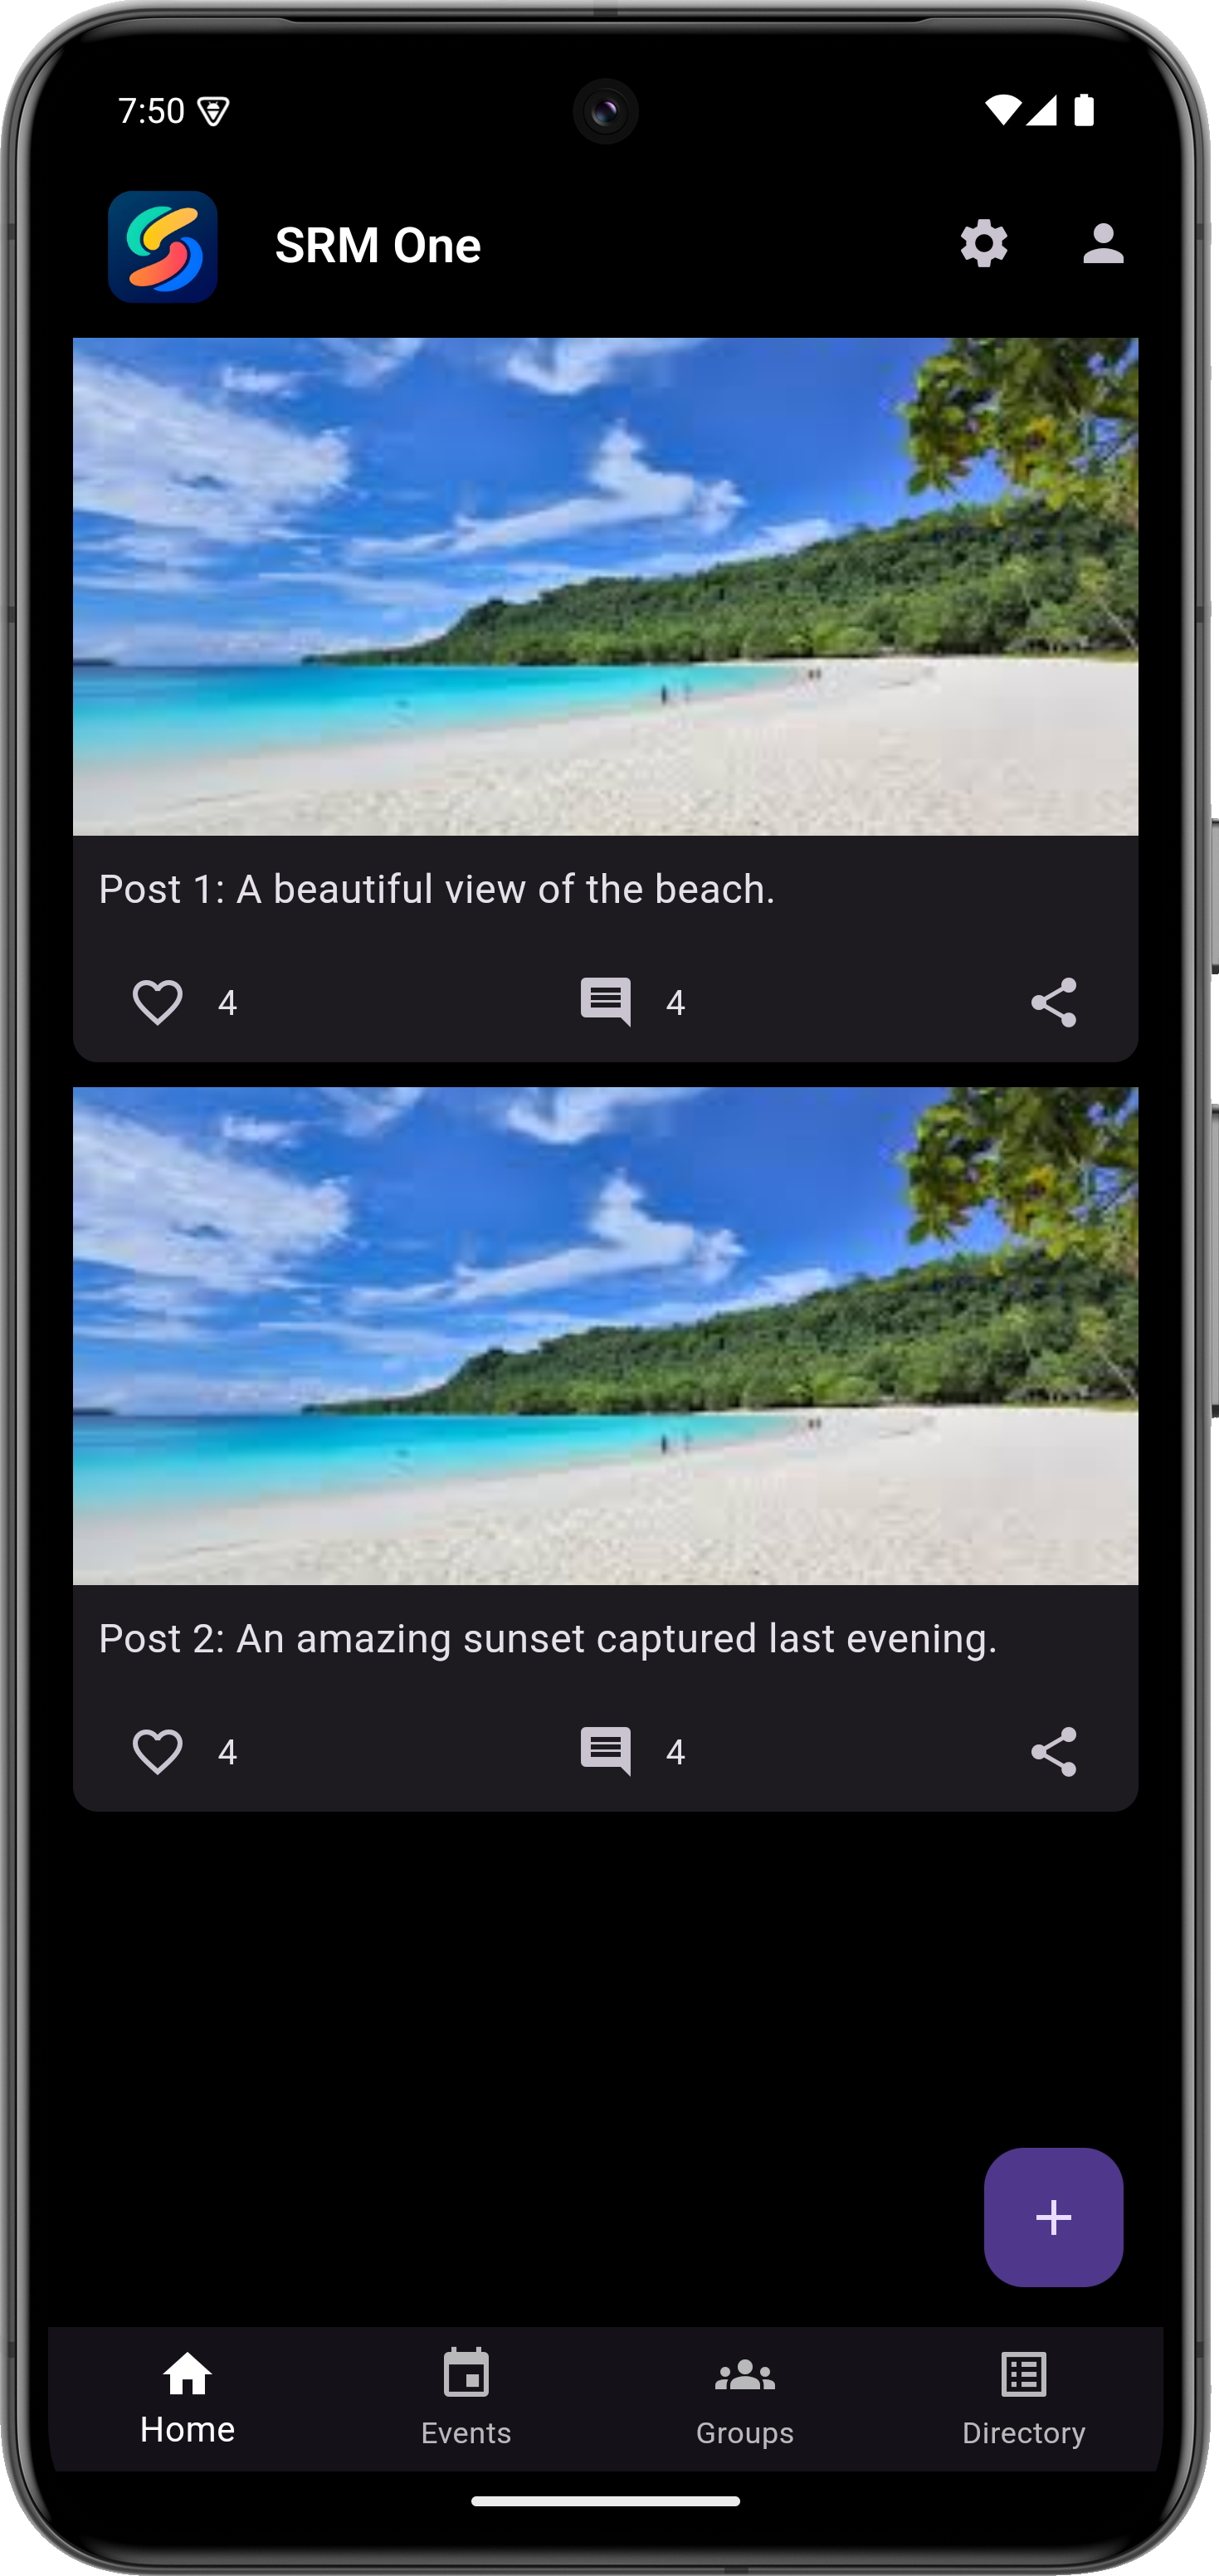 7:50
SRM One
Post 1: A beautiful view of the beach.
4 4
Post 2: An amazing sunset captured last evening.
4 4
Home Events Groups Directory